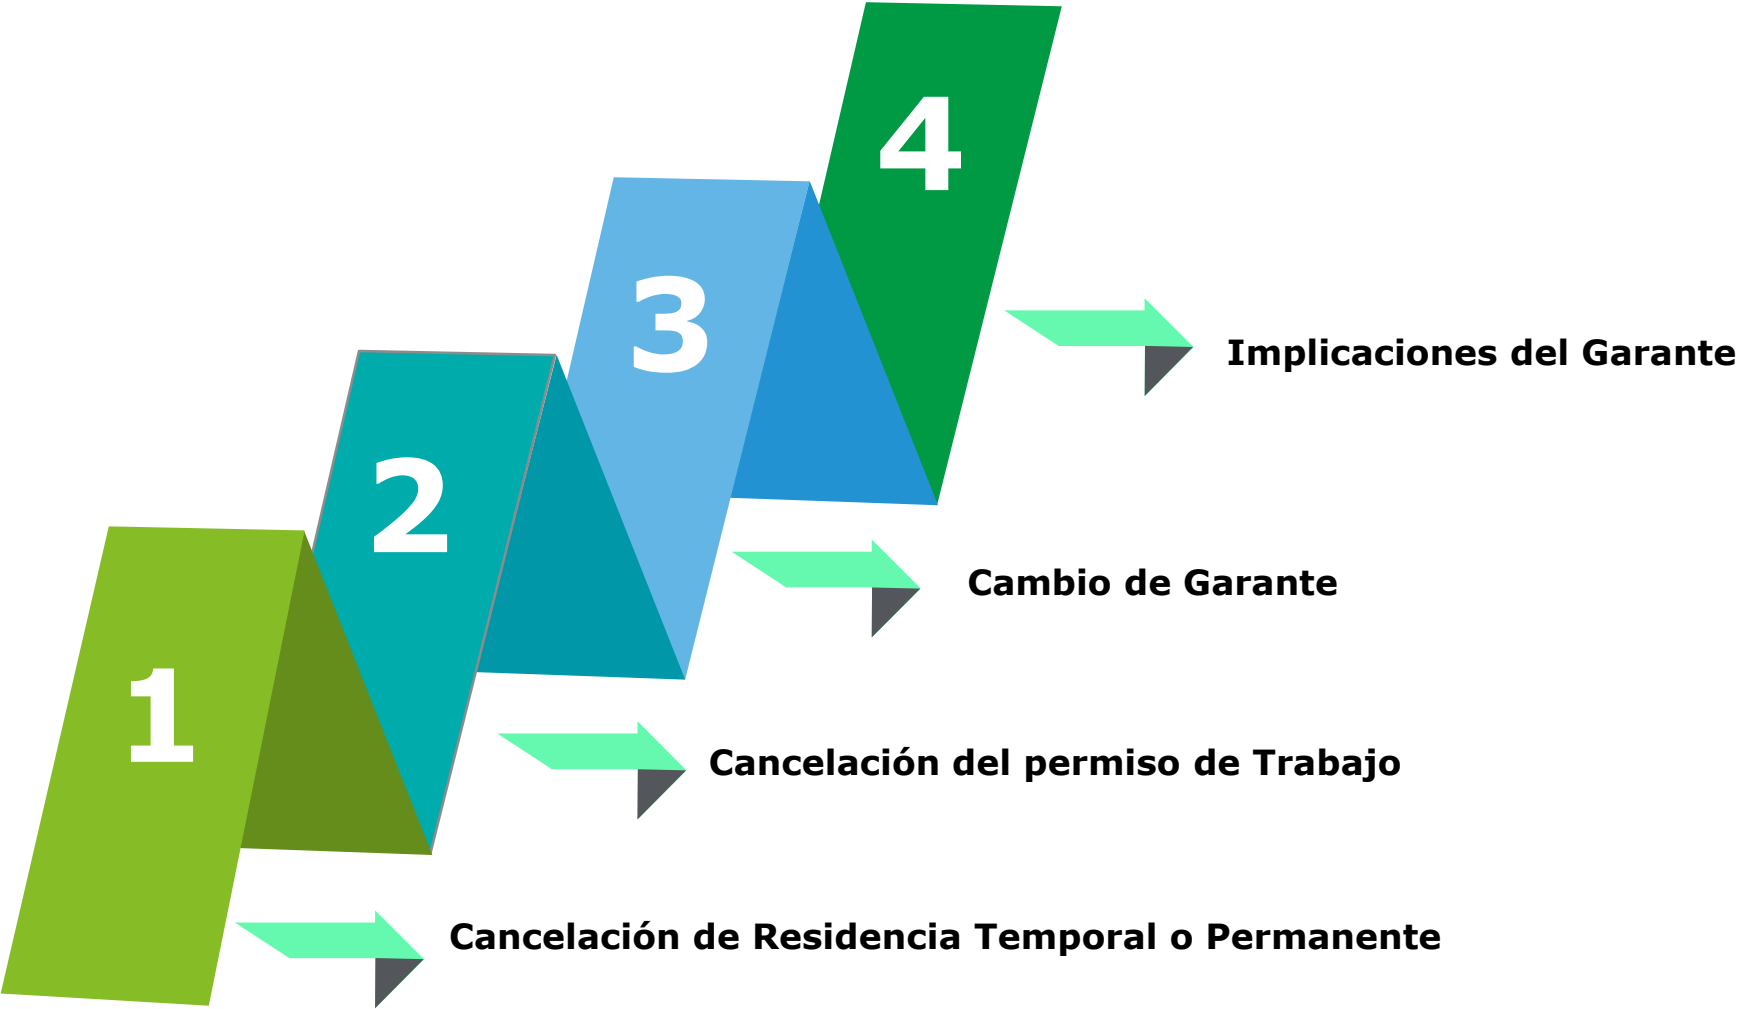 4
3
Implicaciones del Garante
2
Cambio de Garante
1
Cancelación del permiso de Trabajo
Cancelación de Residencia Temporal o Permanente